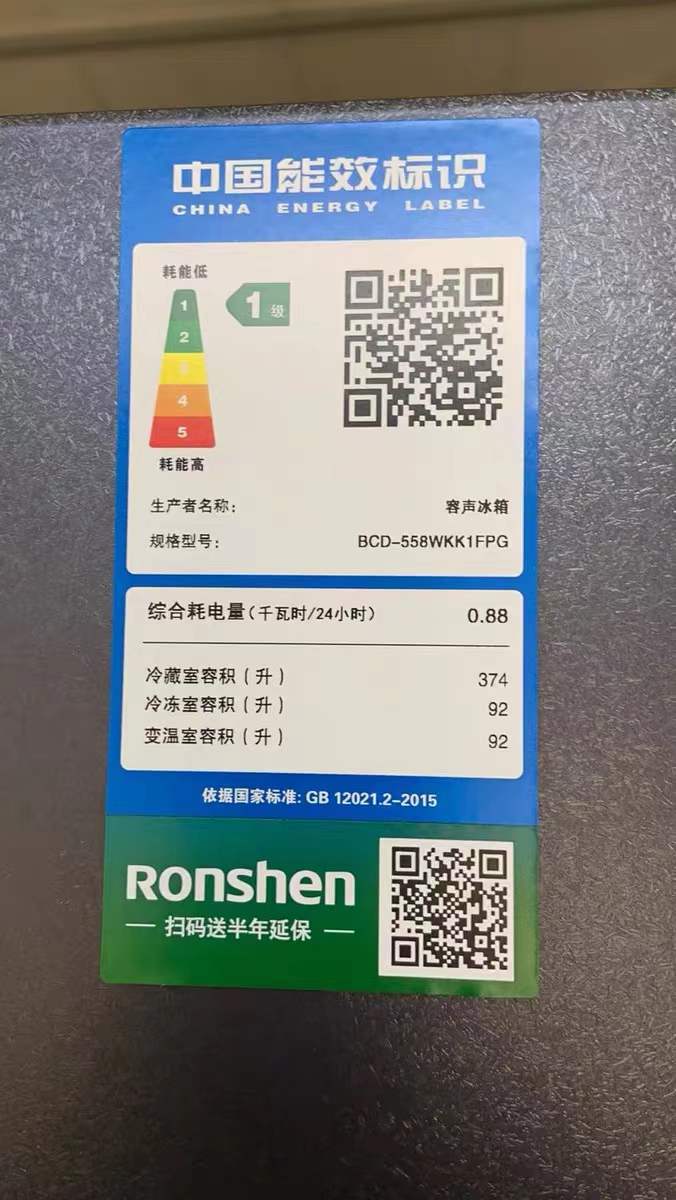 中国能效标识
CHINA ENERGY LABEL
耗能低
1
1级
2
3
4
5
耗能高
生产者名称: 容声冰箱
规格型号: BCD-558WKK1FPG
综合耗电量(千瓦时/24小时) 0.88
冷藏室容积(升) 374
冷冻室容积(升) 92
变温室容积(升) 92
依据国家标准: GB 12021.2-2015
Ronshen
扫码送半年延保